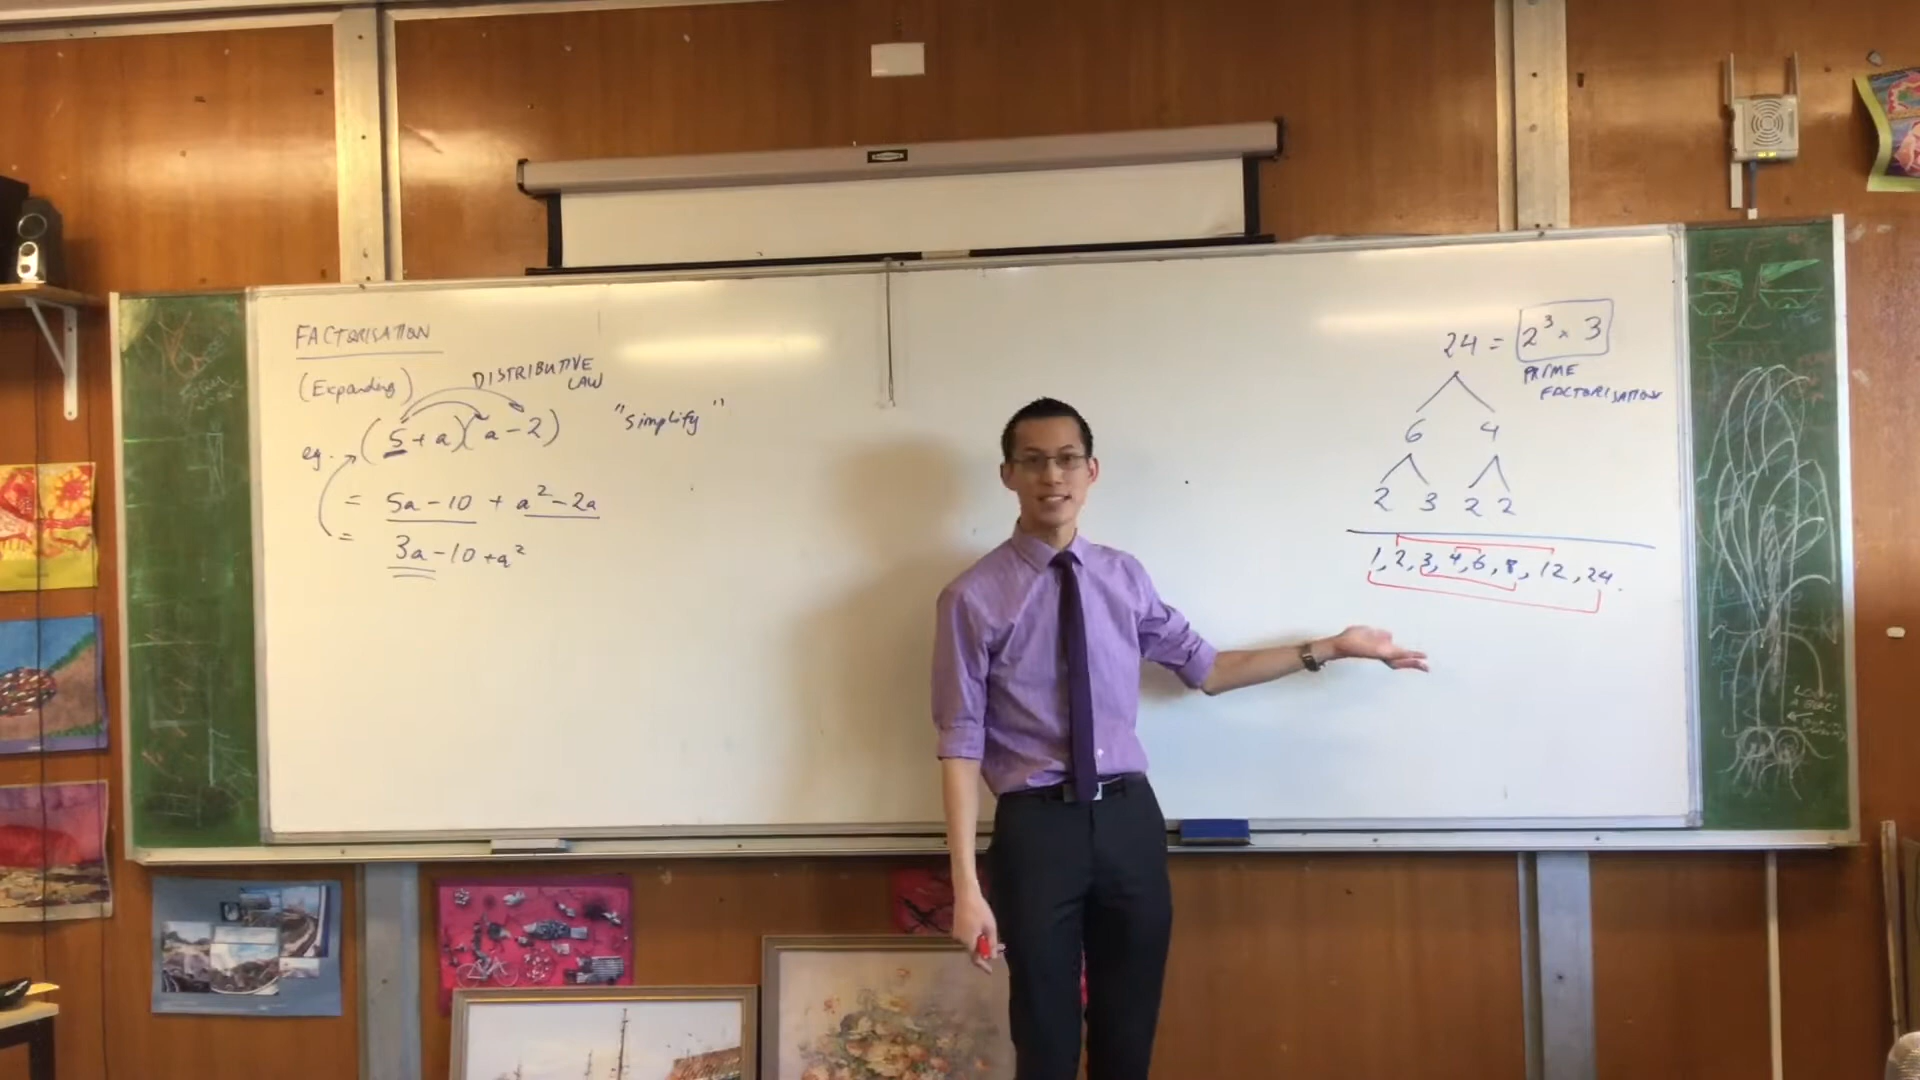 FACTORISATION
(Expanding)
DISTRIBUTIVE
LAW
eg. (5+a)(a-2)
"simplify"
= 5a-10 + a²-2a
= 3a-10+a²
24 = 2³ × 3
PRIME
FACTORISATION
6 4
2 3 2 2
1, 2, 3, 4, 6, 8, 12, 24.